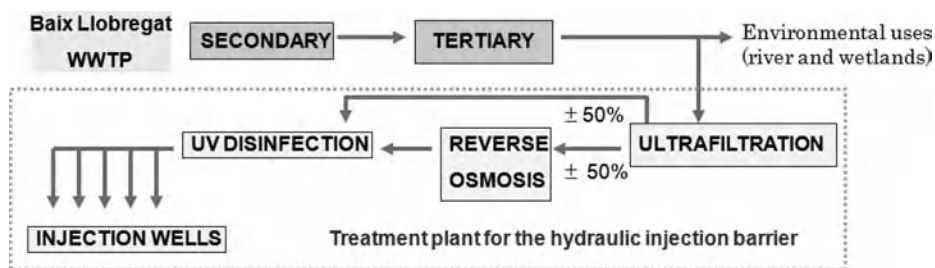 Baix Llobregat
WWTP
SECONDARY
TERTIARY
Environmental uses
(river and wetlands)
± 50%
UV DISINFECTION
REVERSE
OSMOSIS
ULTRAFILTRATION
± 50%
INJECTION WELLS
Treatment plant for the hydraulic injection barrier